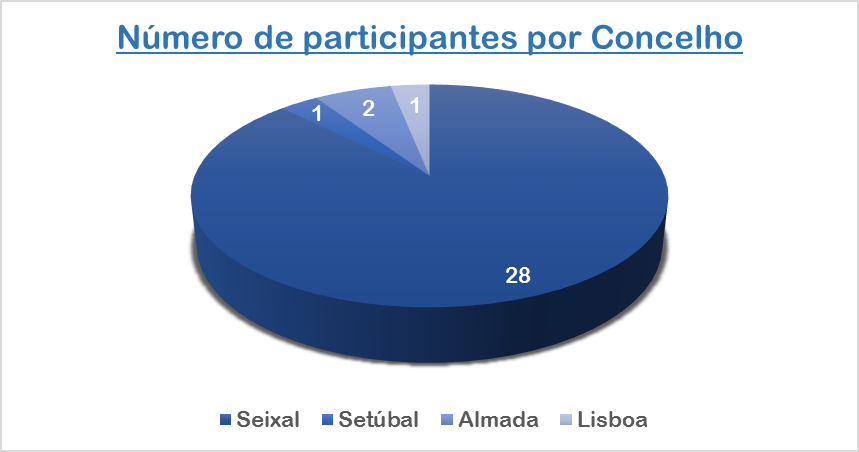 Número de participantes por Concelho
1 2 1
28
Seixal Setúbal Almada Lisboa